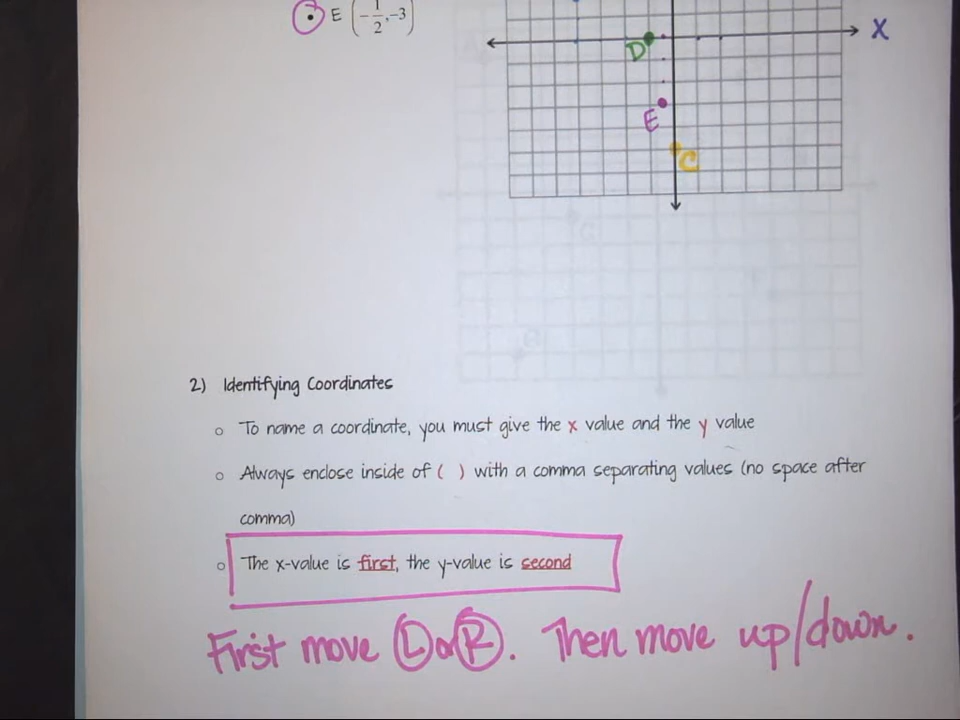 E (-1/2,-3)
X
D
E
C
2) Identifying Coordinates
o To name a coordinate, you must give the x value and the y value
o Always enclose inside of ( ) with a comma separating values (no space after
comma)
o The x-value is first, the y-value is second
First move L or R. Then move up/down.